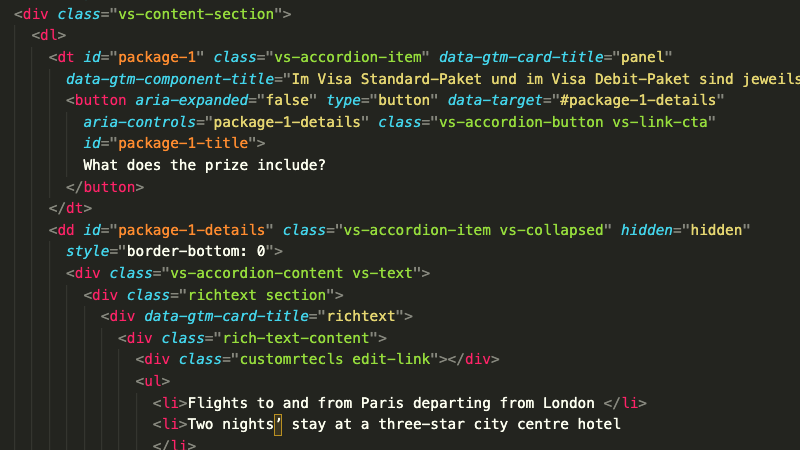 <div class="vs-content-section">
<dl>
<dt id="package-1" class="vs-accordion-item" data-gtm-card-title="panel"
data-gtm-component-title="Im Visa Standard-Paket und im Visa Debit-Paket sind jeweils
<button aria-expanded="false" type="button" data-target="#package-1-details"
aria-controls="package-1-details" class="vs-accordion-button vs-link-cta"
id="package-1-title">
What does the prize include?
</button>
</dt>
<dd id="package-1-details" class="vs-accordion-item vs-collapsed" hidden="hidden"
style="border-bottom: 0">
<div class="vs-accordion-content vs-text">
<div class="richtext section">
<div data-gtm-card-title="richtext">
<div class="rich-text-content">
<div class="customrtecls edit-link"></div>
<ul>
<li>Flights to and from Paris departing from London </li>
<li>Two nights’ stay at a three-star city centre hotel
</li>